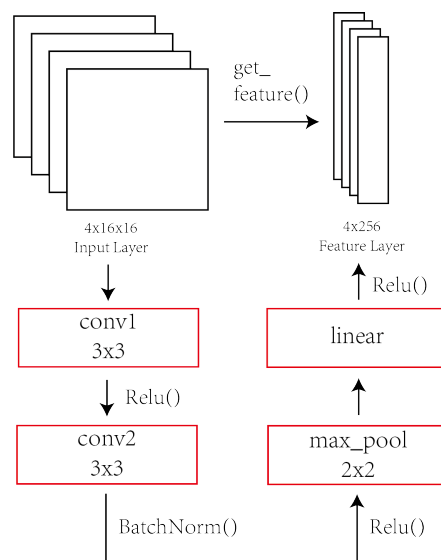 get_
feature()
4x16x16
Input Layer
4x256
Feature Layer
conv1
3x3
Relu()
conv2
3x3
BatchNorm()
Relu()
max_pool
2x2
linear
Relu()